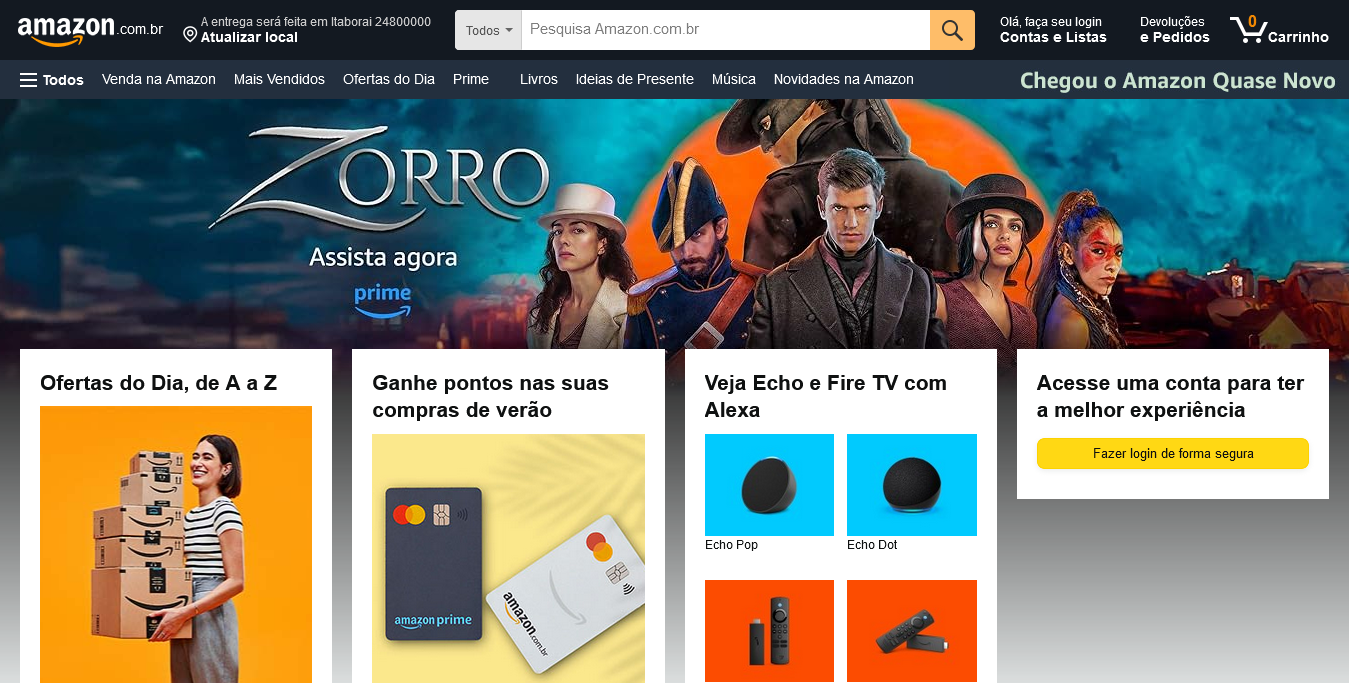 amazon.com.br
A entrega será feita em Itaborai 24800000
Atualizar local
Todos
Pesquisa Amazon.com.br
Olá, faça seu login
Contas e Listas
Devoluções
e Pedidos
0
Carrinho
Todos
Venda na Amazon
Mais Vendidos
Ofertas do Dia
Prime
Livros
Ideias de Presente
Música
Novidades na Amazon
Chegou o Amazon Quase Novo
ZORRO
Assista agora
prime
Ofertas do Dia, de A a Z
Ganhe pontos nas suas
compras de verão
amazon prime
amazon.com.br
Veja Echo e Fire TV com
Alexa
Echo Pop
Echo Dot
Acesse uma conta para ter
a melhor experiência
Fazer login de forma segura